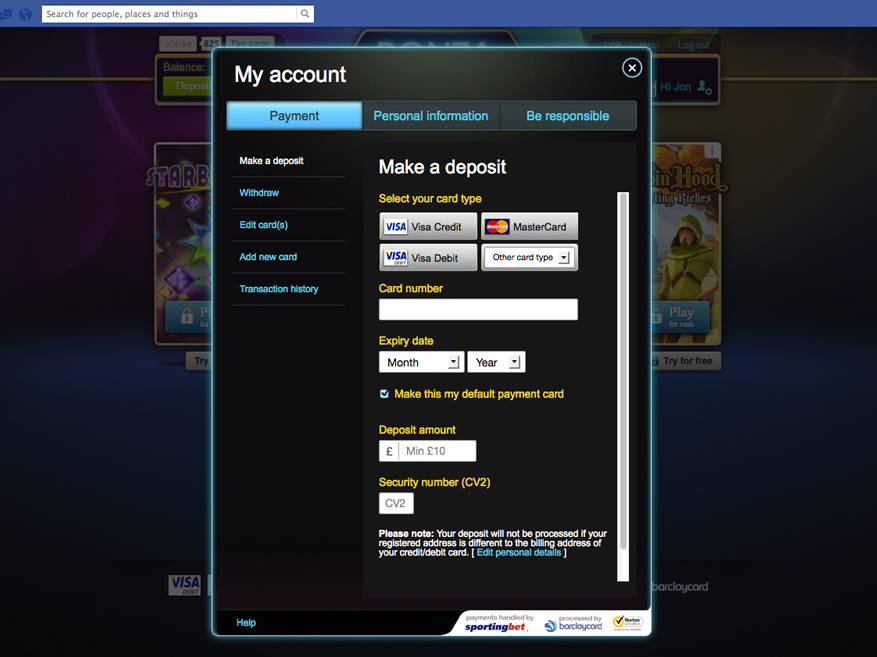 Search for people, places and things
Like
825
Fan page
1:09
Help
Log out
BONZA
Balance:
Deposit
Hi Jon
My account
Payment
Personal information
Be responsible
Make a deposit
Withdraw
Edit card(s)
Add new card
Transaction history
Make a deposit
Select your card type
VISA Visa Credit
MasterCard MasterCard
VISA DEBIT Visa Debit
Other card type
Card number
Expiry date
Month
Year
Make this my default payment card
Deposit amount
£ Min £10
Security number (CV2)
CV2
Please note: Your deposit will not be processed if your
registered address is different to the billing address of
your credit/debit card. [ Edit personal details ]
Play
for cash
Try
Try for free
VISA
DEBIT
barclaycard
Help
payments handled by
sportingbet.
processed by
barclaycard
Norton
SECURED